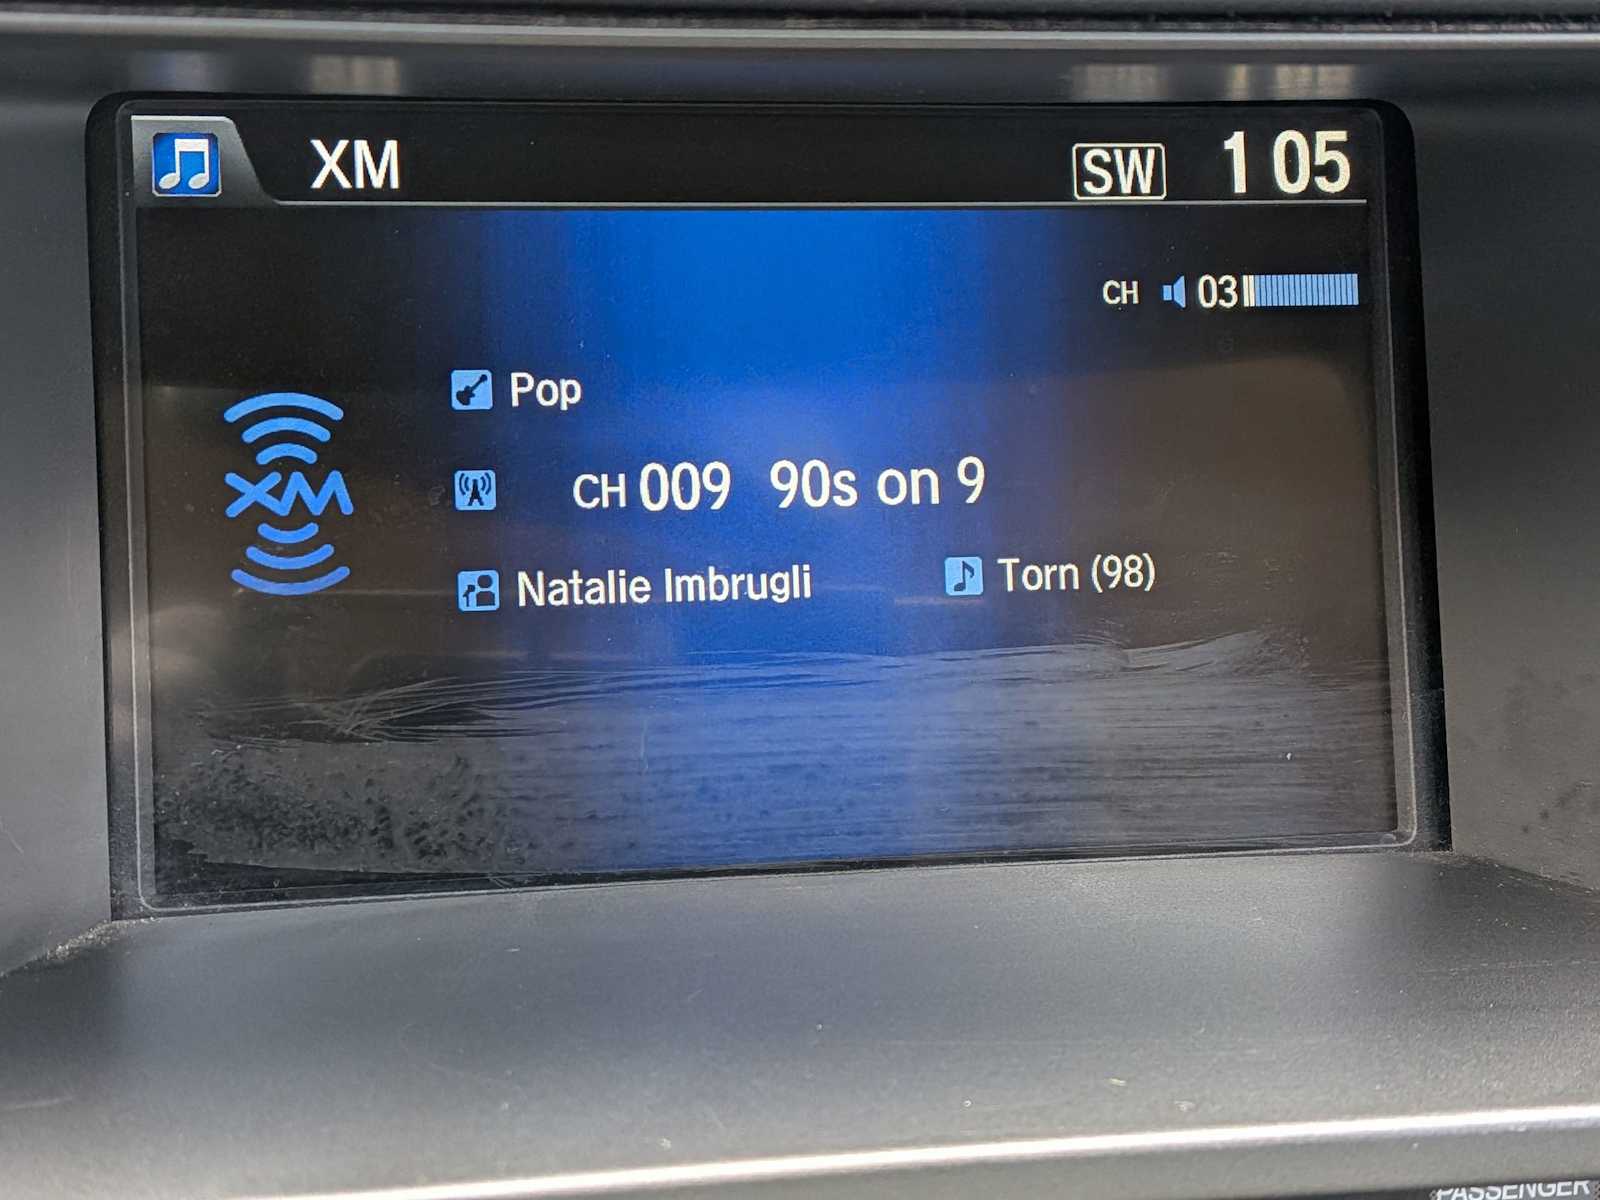 XM SW 1 05
CH 03
Pop
XM
CH 009 90s on 9
Natalie Imbrugli Torn (98)
PASSENGER